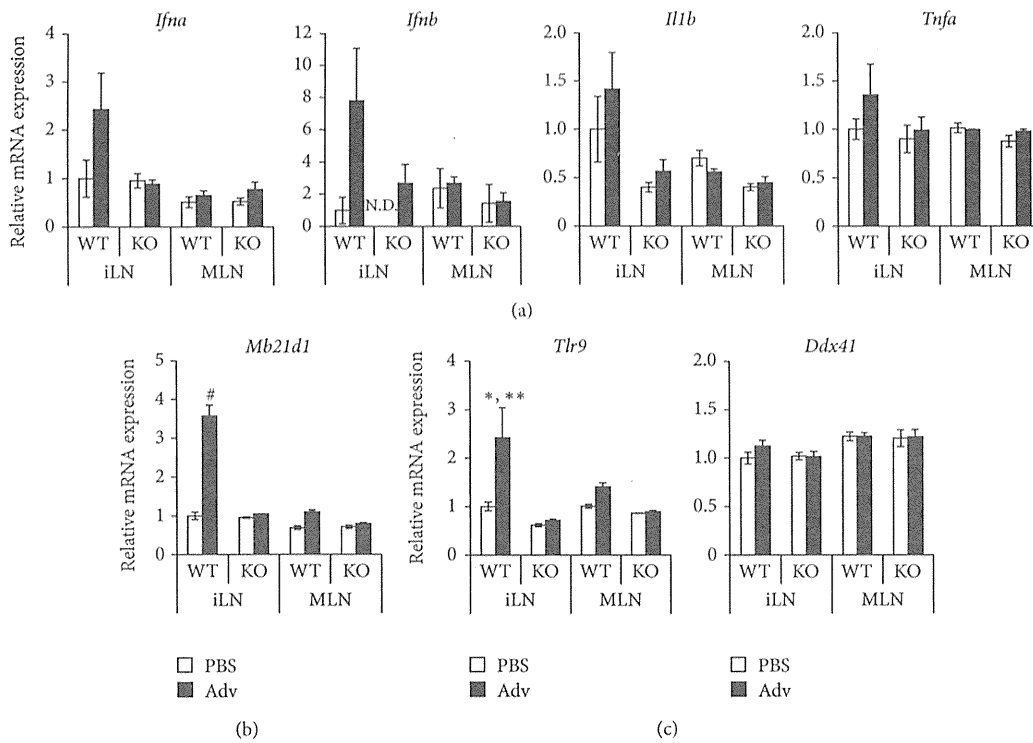 Ifna Ifnb Il1b Tnfa
Relative mRNA expression
5 12 2.0 2.0
4 10 1.5 1.5
3 8 1.0 1.0
2 6 0.5 0.5
1 4 0 0
0 2
0
N.D.
WT KO WT KO WT KO WT KO WT KO WT KO WT KO WT KO
iLN MLN iLN MLN iLN MLN iLN MLN
(a)
Mb21d1 Tlr9 Ddx41
Relative mRNA expression Relative mRNA expression
5 4 2.0
4 3 1.5
3 2 1.0
2 1 0.5
1 0 0
0
# *, **
WT KO WT KO WT KO WT KO WT KO WT KO
iLN MLN iLN MLN iLN MLN
PBS PBS PBS
Adv Adv Adv
(b) (c)